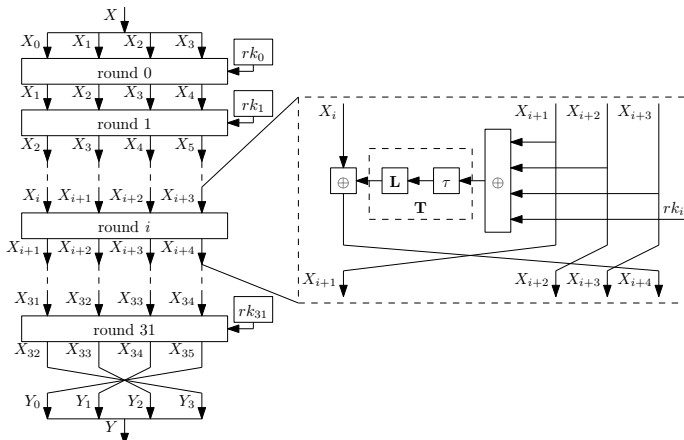 X
X₀ X₁ X₂ X₃
rk₀
round 0
X₁ X₂ X₃ X₄
rk₁
round 1
X₂ X₃ X₄ X₅
Xᵢ Xᵢ₊₁ Xᵢ₊₂ Xᵢ₊₃
round i
Xᵢ₊₁ Xᵢ₊₂ Xᵢ₊₃ Xᵢ₊₄
X₃₁ X₃₂ X₃₃ X₃₄
rk₃₁
round 31
X₃₂ X₃₃ X₃₄ X₃₅
Y₀ Y₁ Y₂ Y₃
Y
Xᵢ Xᵢ₊₁ Xᵢ₊₂ Xᵢ₊₃
⊕ L τ ⊕
T
rkᵢ
Xᵢ₊₁ Xᵢ₊₂ Xᵢ₊₃ Xᵢ₊₄